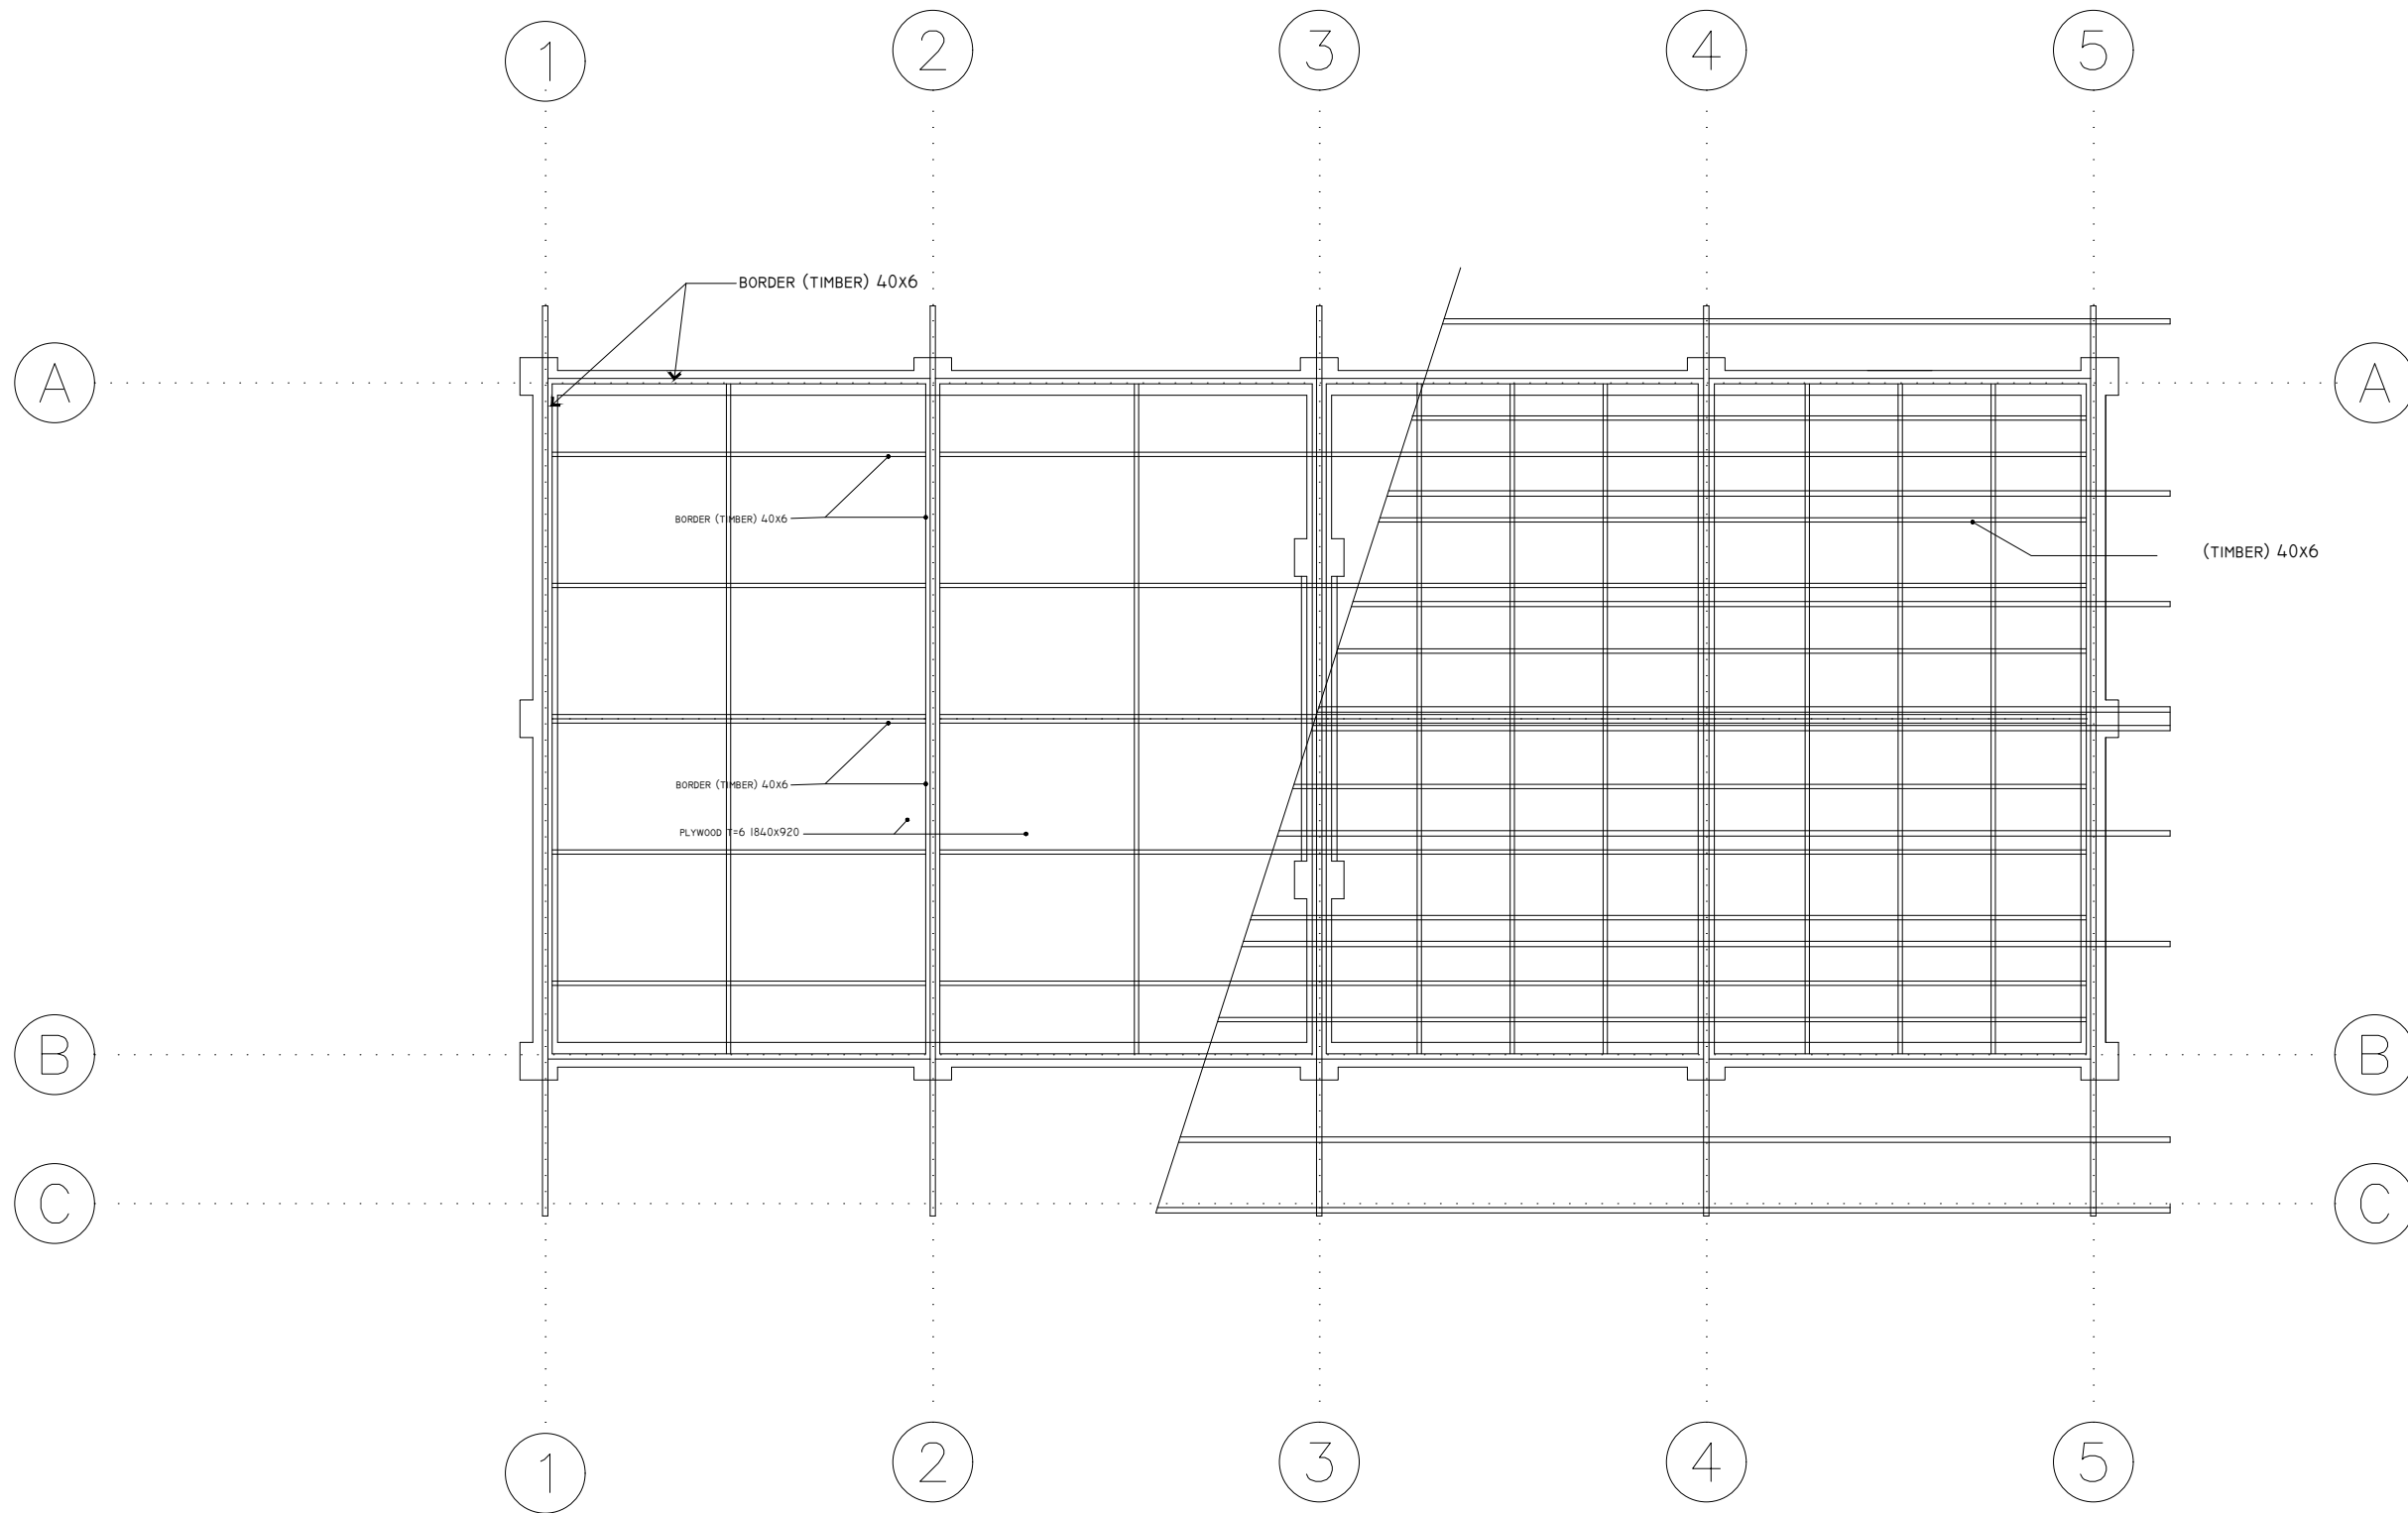 1 2 3 4 5
BORDER (TIMBER) 40X6
A A
BORDER (TIMBER) 40X6
(TIMBER) 40X6
BORDER (TIMBER) 40X6
PLYWOOD T=6 1840X920
B B
C C
1 2 3 4 5